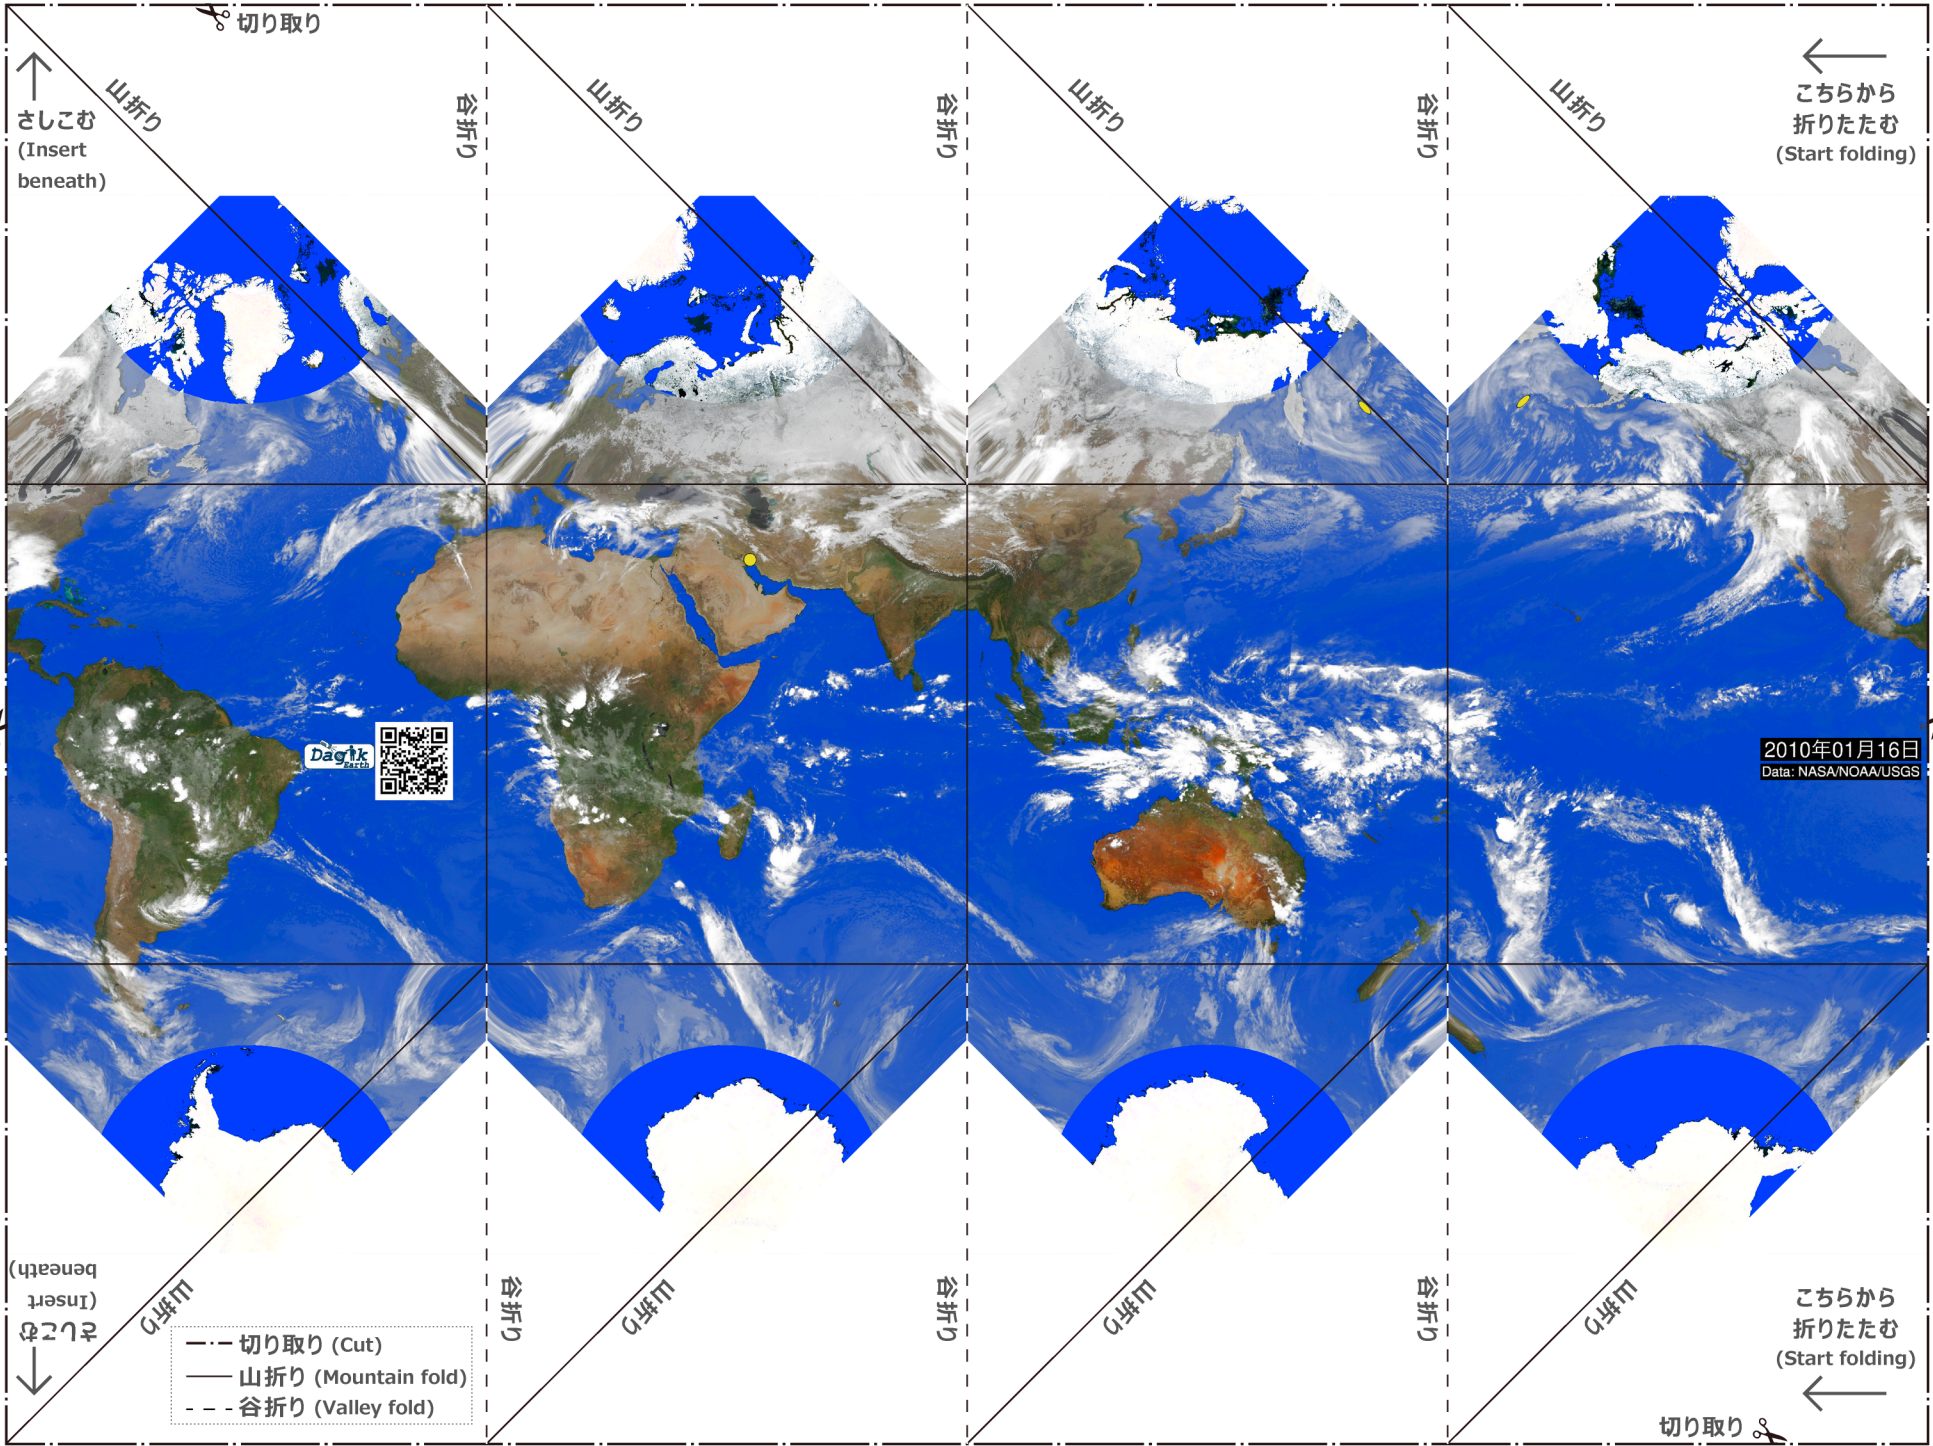 切り取り
山折り
谷折り
山折り
谷折り
山折り
谷折り
山折り
さしこむ
(Insert
beneath)
こちらから
折りたたむ
(Start folding)
Dagik
Earth
2010年01月16日
Data: NASA/NOAA/USGS
さしこむ
(Insert
beneath)
山折り
谷折り
山折り
谷折り
山折り
谷折り
山折り
こちらから
折りたたむ
(Start folding)
切り取り (Cut)
山折り (Mountain fold)
谷折り (Valley fold)
切り取り